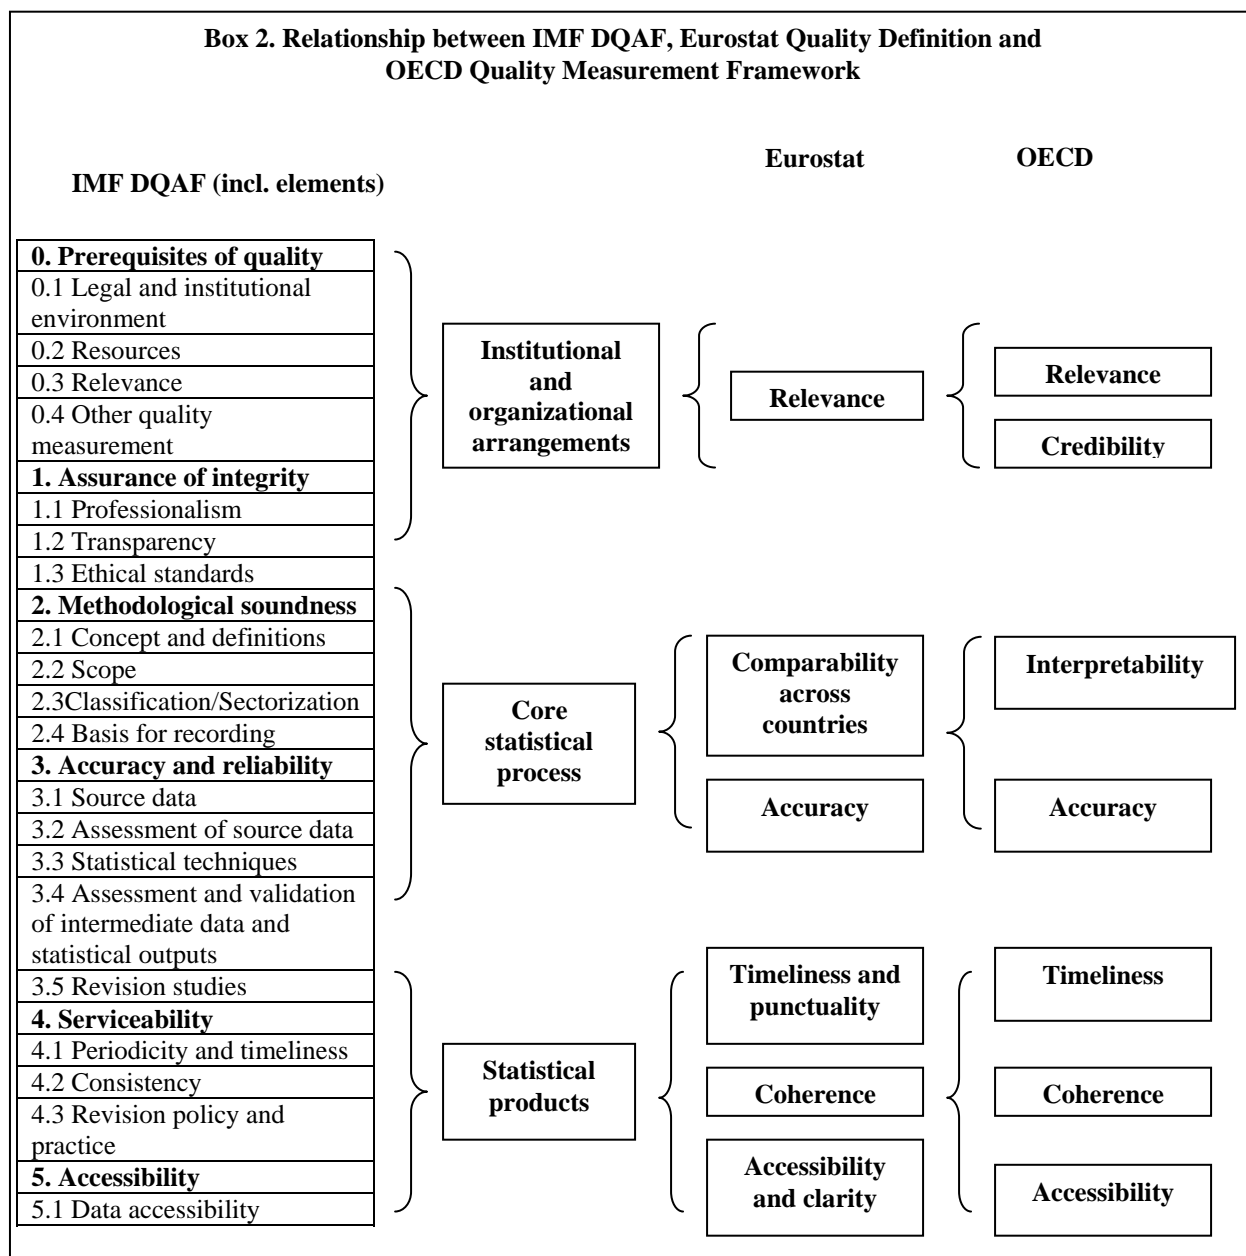 Box 2. Relationship between IMF DQAF, Eurostat Quality Definition and
OECD Quality Measurement Framework
Eurostat
OECD
IMF DQAF (incl. elements)
0. Prerequisites of quality
0.1 Legal and institutional
environment
0.2 Resources
0.3 Relevance
0.4 Other quality
measurement
1. Assurance of integrity
1.1 Professionalism
1.2 Transparency
1.3 Ethical standards
2. Methodological soundness
2.1 Concept and definitions
2.2 Scope
2.3Classification/Sectorization
2.4 Basis for recording
3. Accuracy and reliability
3.1 Source data
3.2 Assessment of source data
3.3 Statistical techniques
3.4 Assessment and validation
of intermediate data and
statistical outputs
3.5 Revision studies
4. Serviceability
4.1 Periodicity and timeliness
4.2 Consistency
4.3 Revision policy and
practice
5. Accessibility
5.1 Data accessibility
Institutional
and
organizational
arrangements
Relevance
Relevance
Credibility
Core
statistical
process
Comparability
across
countries
Accuracy
Interpretability
Accuracy
Statistical
products
Timeliness and
punctuality
Coherence
Accessibility
and clarity
Timeliness
Coherence
Accessibility